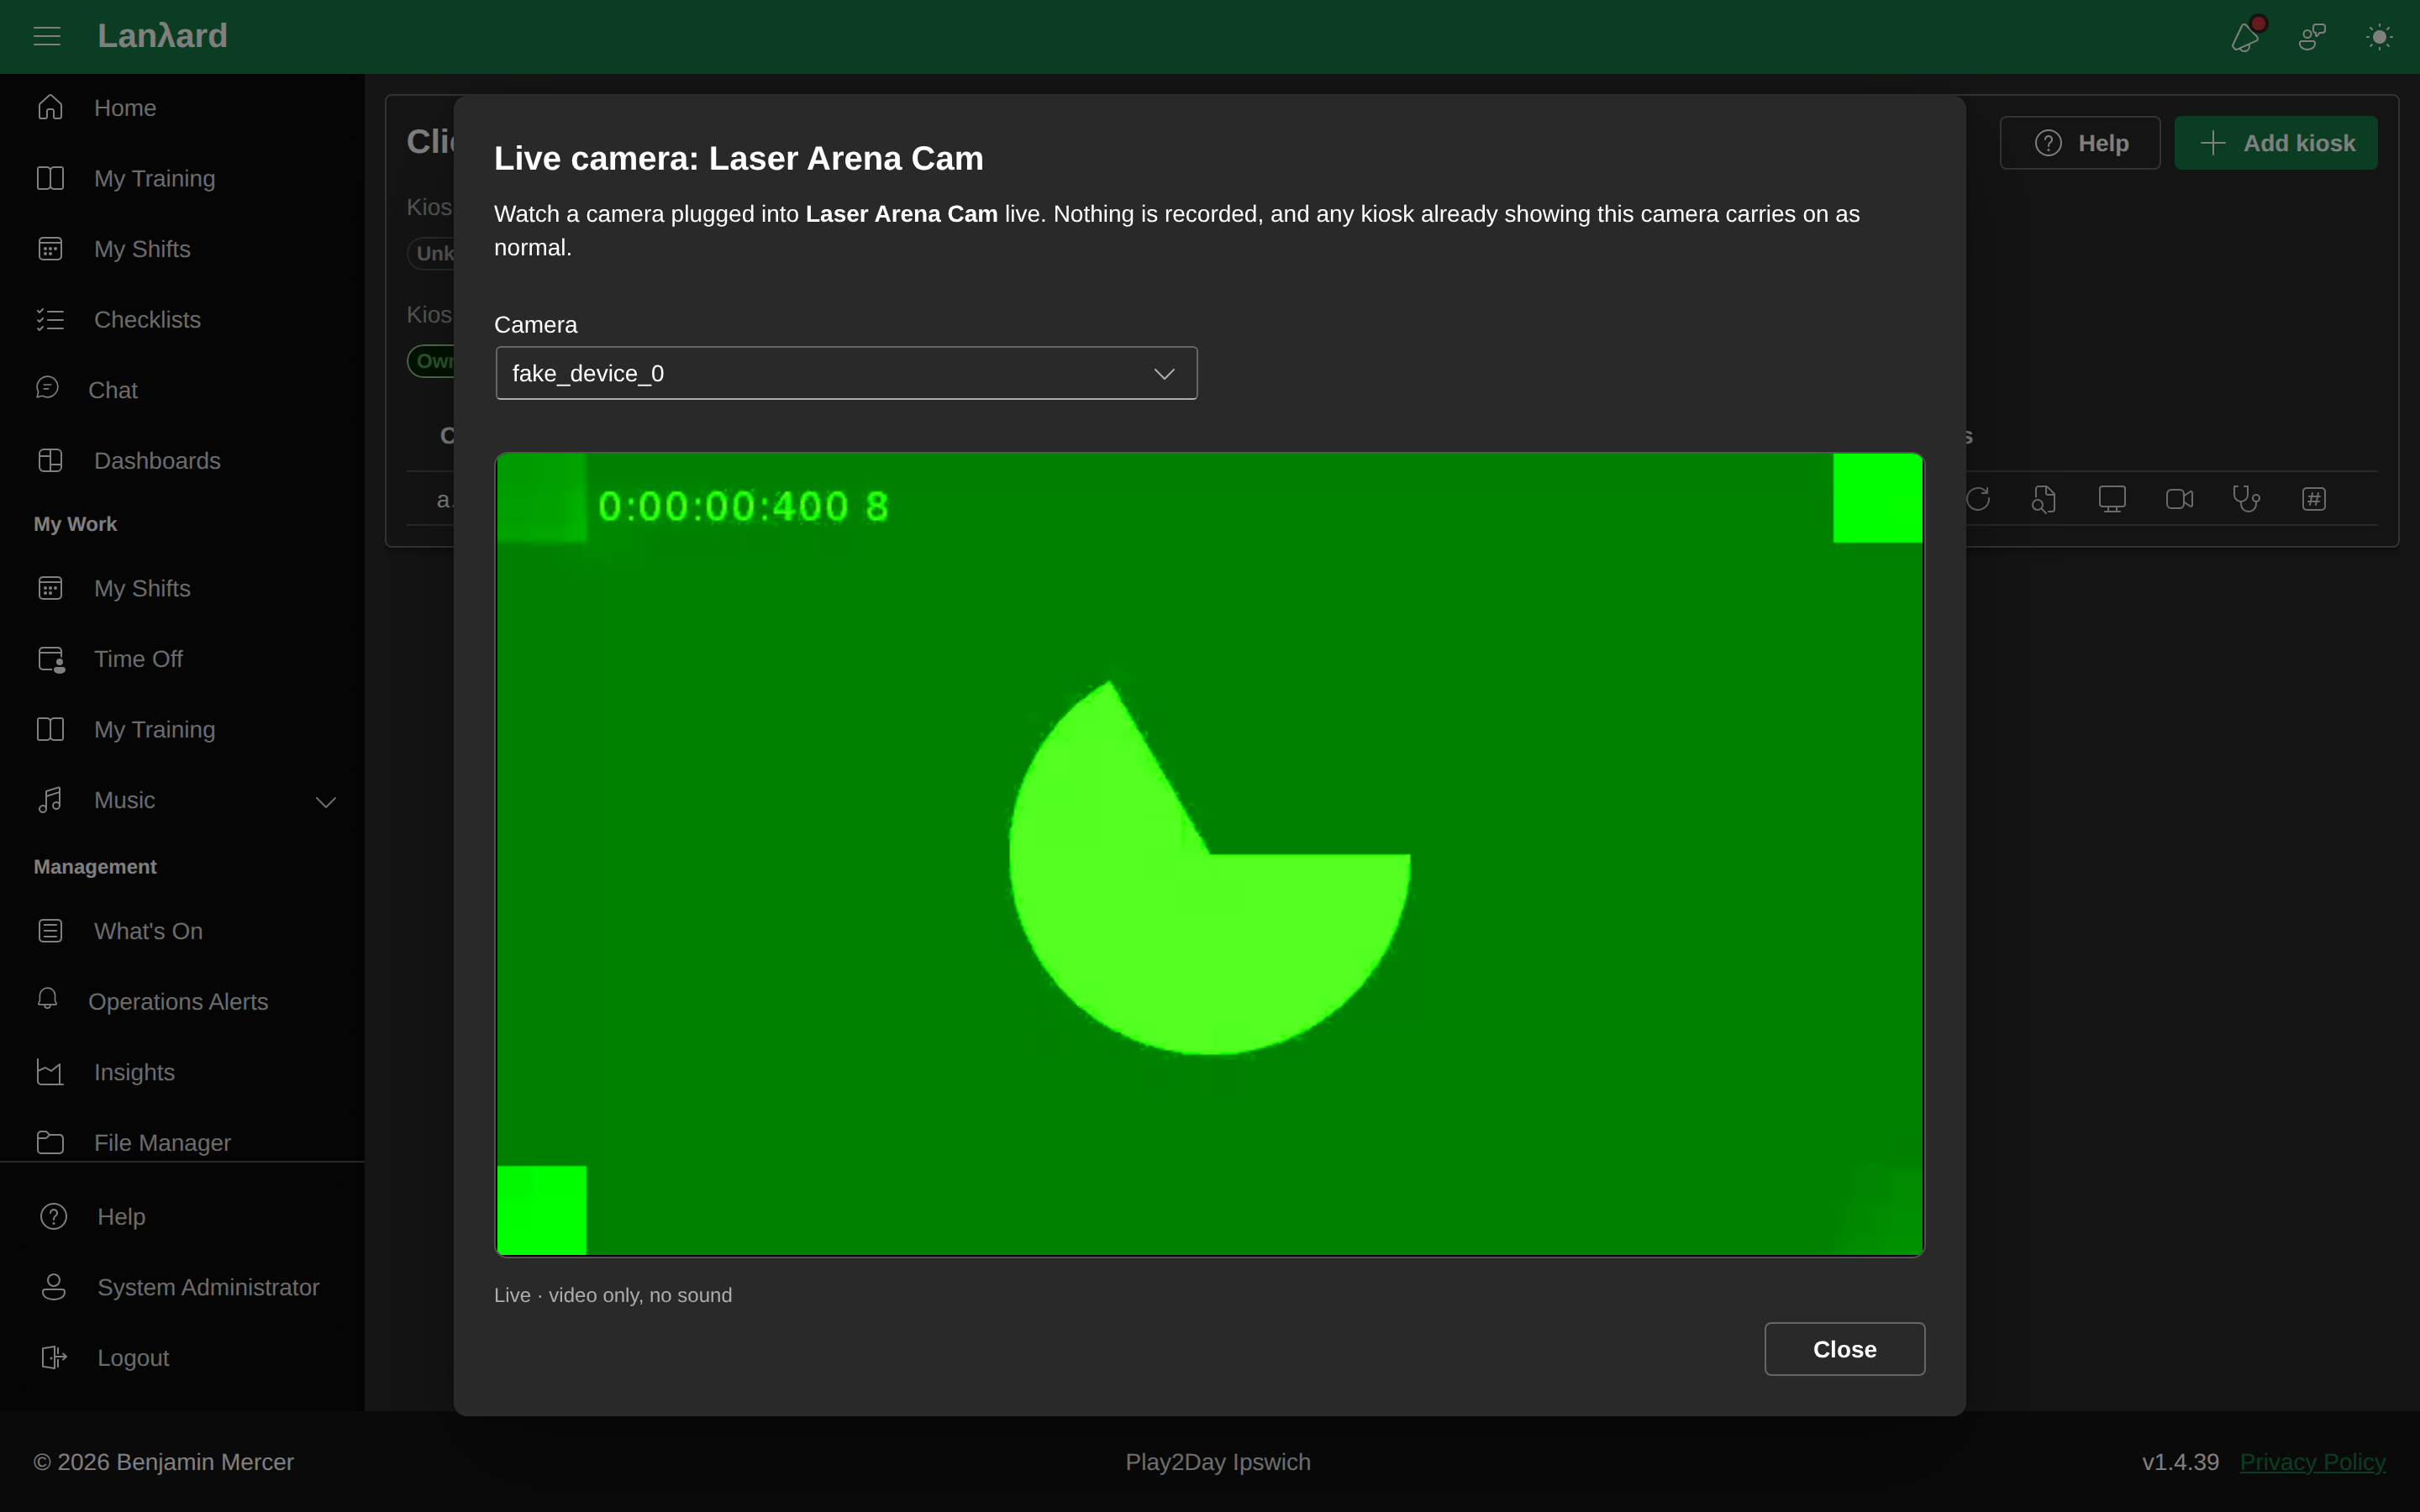 Lanλard
Home
My Training
My Shifts
Checklists
Chat
Dashboards
My Work
My Shifts
Time Off
My Training
Music
Management
What's On
Operations Alerts
Insights
File Manager
Help
System Administrator
Logout
Help
Add kiosk
Live camera: Laser Arena Cam
Watch a camera plugged into Laser Arena Cam live. Nothing is recorded, and any kiosk already showing this camera carries on as
normal.
Camera
fake_device_0
0:00:00:400 8
Live · video only, no sound
Close
© 2026 Benjamin Mercer
Play2Day Ipswich
v1.4.39
Privacy Policy